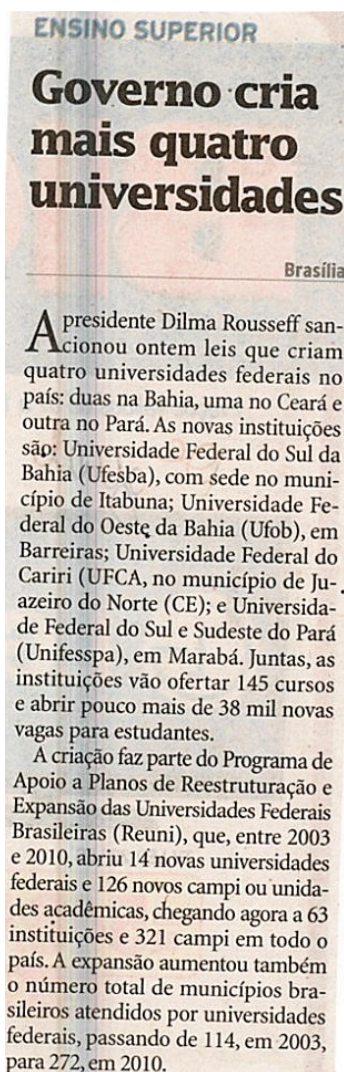 ENSINO SUPERIOR
Governo cria
mais quatro
universidades
Brasília
A presidente Dilma Rousseff san-
cionou ontem leis que criam
quatro universidades federais no
país: duas na Bahia, uma no Ceará e
outra no Pará. As novas instituições
são: Universidade Federal do Sul da
Bahia (Ufesba), com sede no muni-
cípio de Itabuna; Universidade Fe-
deral do Oeste da Bahia (Ufob), em
Barreiras; Universidade Federal do
Cariri (UFCA, no município de Ju-
azeiro do Norte (CE); e Universida-
de Federal do Sul e Sudeste do Pará
(Unifesspa), em Marabá. Juntas, as
instituições vão ofertar 145 cursos
e abrir pouco mais de 38 mil novas
vagas para estudantes.
A criação faz parte do Programa de
Apoio a Planos de Reestruturação e
Expansão das Universidades Federais
Brasileiras (Reuni), que, entre 2003
e 2010, abriu 14 novas universidades
federais e 126 novos campi ou unida-
des acadêmicas, chegando agora a 63
instituições e 321 campi em todo o
país. A expansão aumentou também
o número total de municípios bra-
sileiros atendidos por universidades
federais, passando de 114, em 2003,
para 272, em 2010.